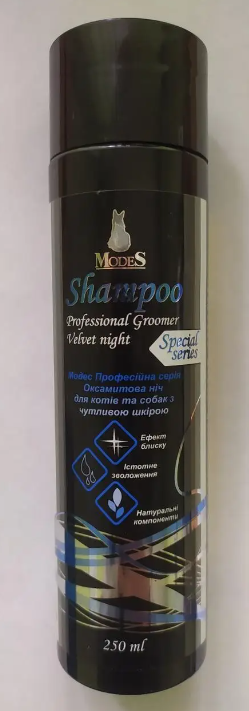 MODES
Shampoo
Professional Groomer
Velvet night
Special
series
Модес Професійна серія
Оксамитова ніч
для котів та собак з
чутливою шкірою
Ефект
блиску
Істотне
зволоження
Натуральні
компоненти
250 ml